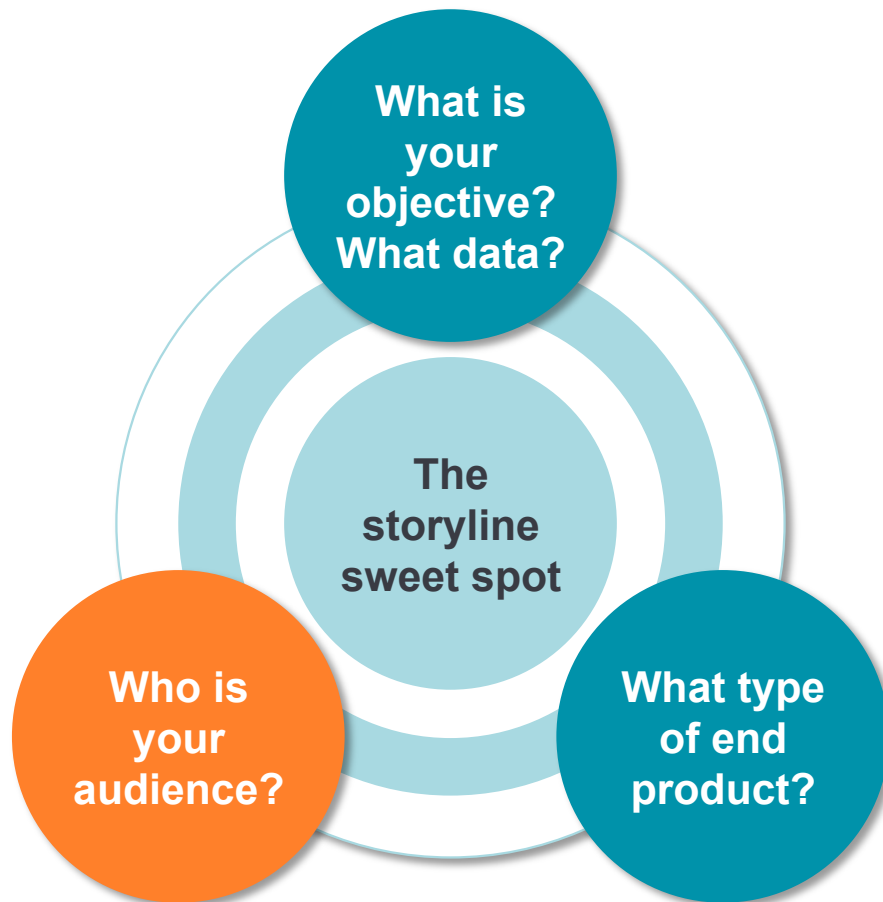 What is
your
objective?
What data?
The
storyline
sweet spot
Who is
your
audience?
What type
of end
product?